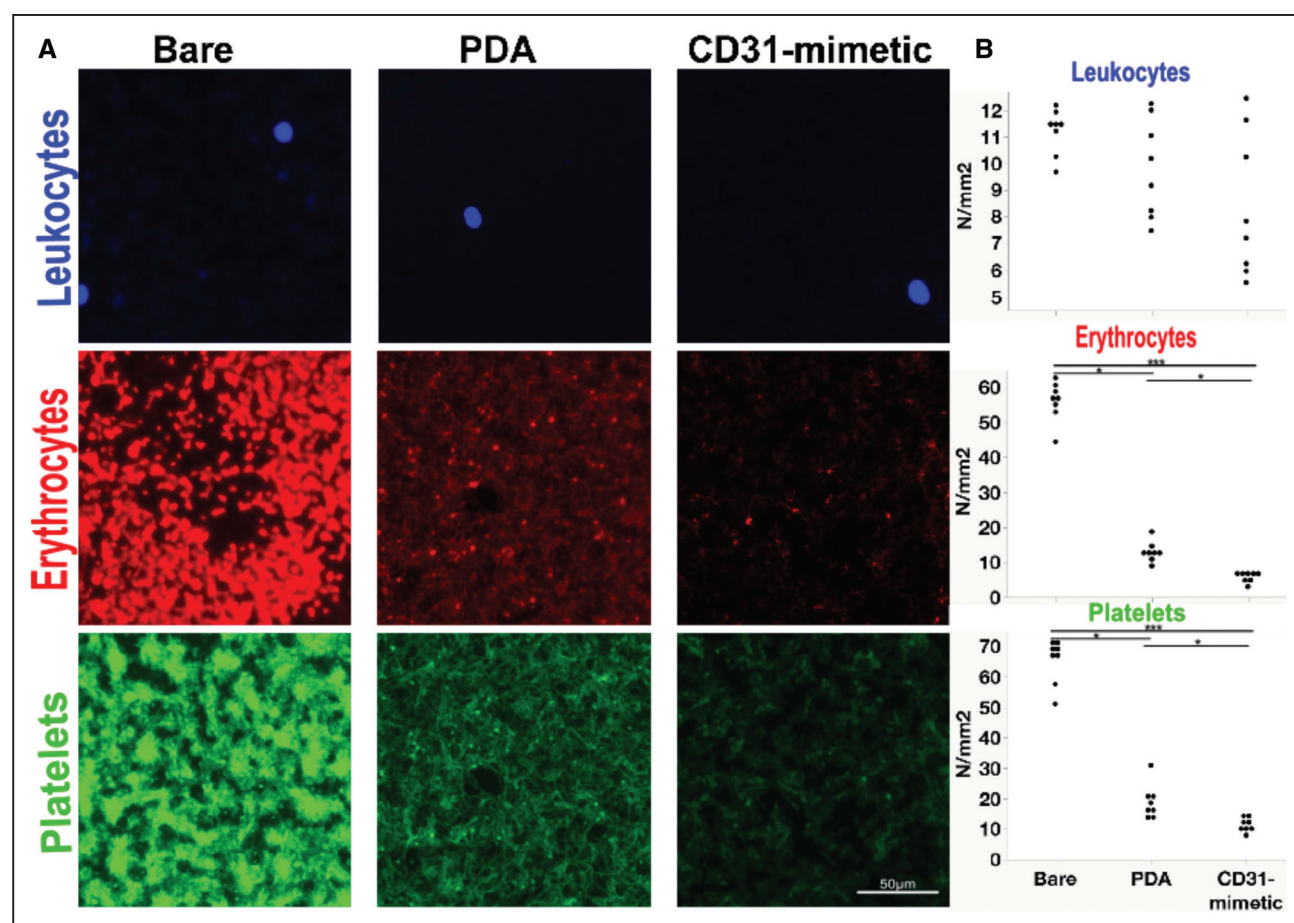 A
Bare
PDA
CD31-mimetic
Leukocytes
Erythrocytes
Platelets
50µm
B
Leukocytes
12
11
10
9
8
7
6
5
N/mm2
Erythrocytes
***
*
*
60
50
40
30
20
10
0
N/mm2
Platelets
***
*
*
70
60
50
40
30
20
10
0
N/mm2
Bare
PDA
CD31-
mimetic